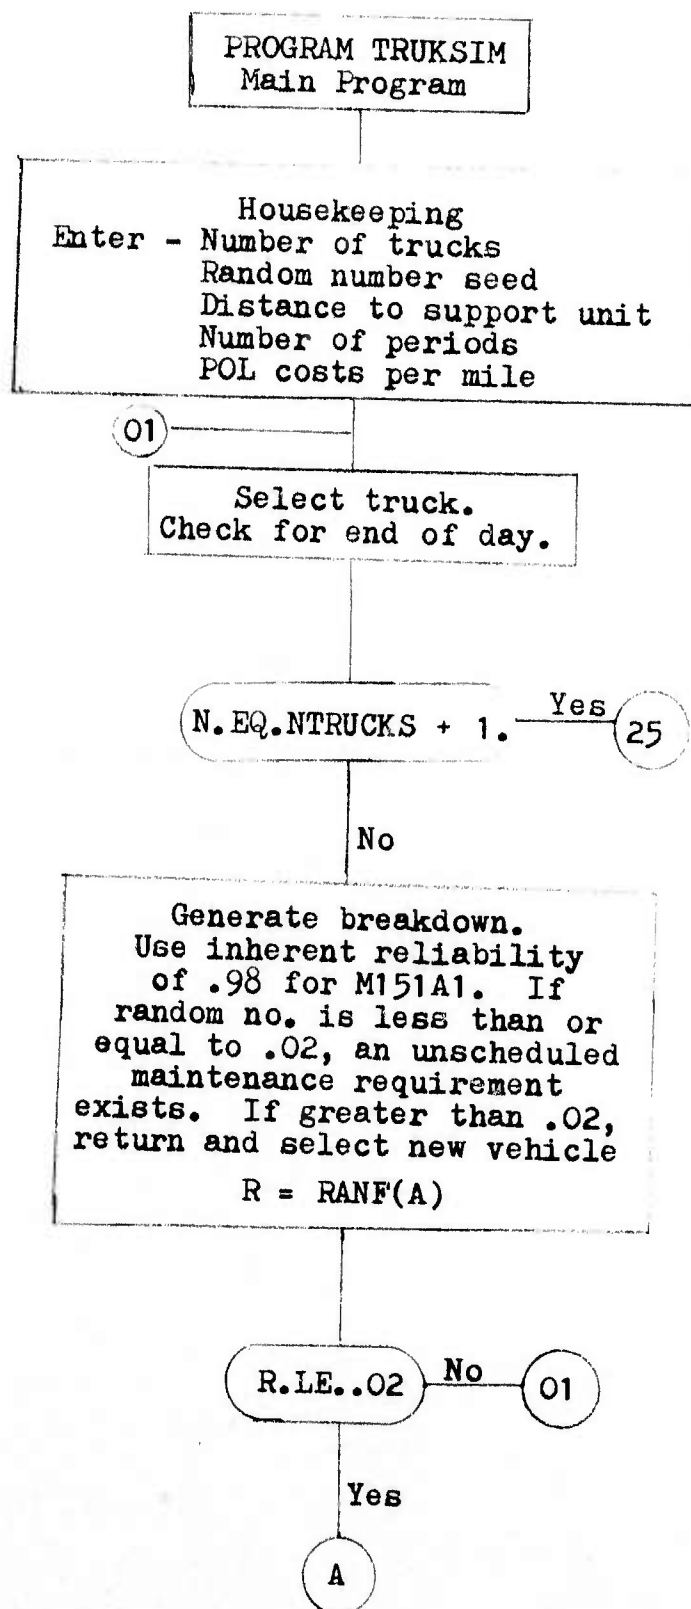 PROGRAM TRUKSIM
Main Program
Housekeeping
Enter - Number of trucks
Random number seed
Distance to support unit
Number of periods
POL costs per mile
01
Select truck.
Check for end of day.
N.EQ.NTRUCKS + 1.
Yes
25
No
Generate breakdown.
Use inherent reliability
of .98 for M151A1. If
random no. is less than or
equal to .02, an unscheduled
maintenance requirement
exists. If greater than .02,
return and select new vehicle
R = RANF(A)
R.LE..02
No
01
Yes
A